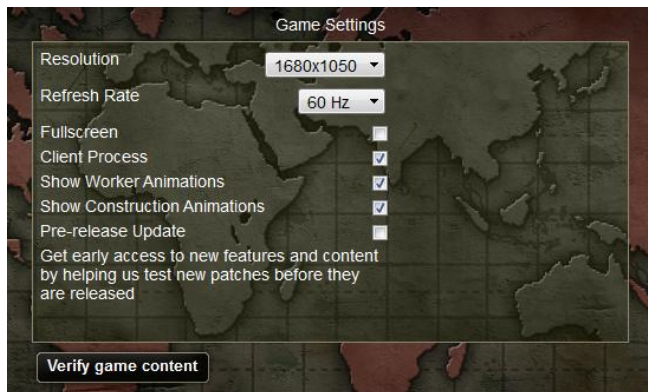 Game Settings
Resolution 1680x1050
Refresh Rate 60 Hz
Fullscreen
Client Process
Show Worker Animations
Show Construction Animations
Pre-release Update
Get early access to new features and content
by helping us test new patches before they
are released
Verify game content